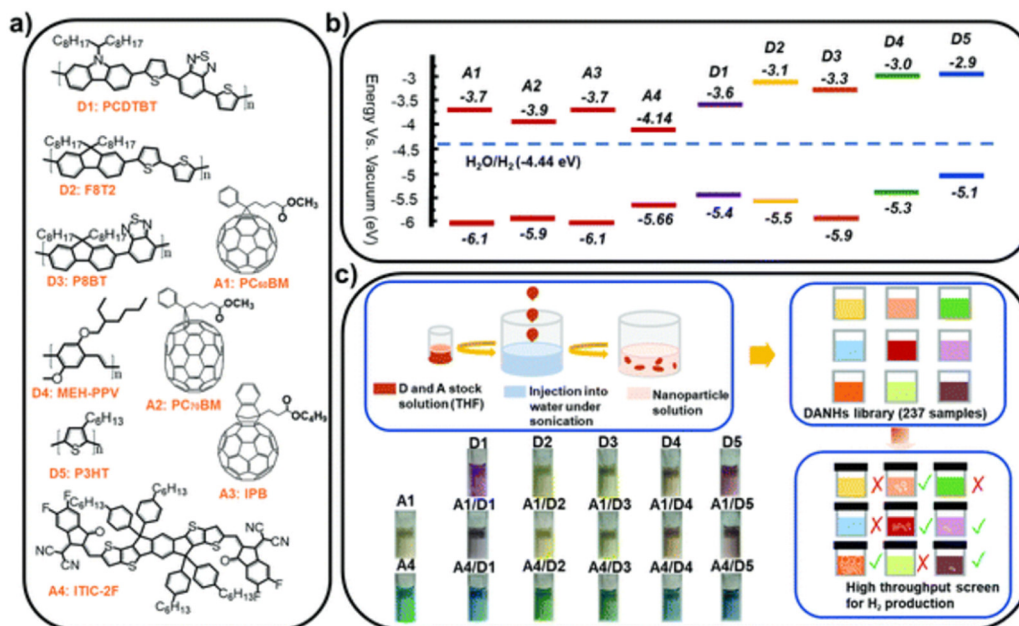 a)
C₈H₁₇ C₈H₁₇
N
N S N
S
S
n
D1: PCDTBT
C₈H₁₇ C₈H₁₇
S
S
n
D2: F8T2
C₈H₁₇ C₈H₁₇
N S N
n
D3: P8BT
OCH₃
O
A1: PC₆₀BM
O
O
n
D4: MEH-PPV
OCH₃
O
A2: PC₇₀BM
C₆H₁₃
S
n
D5: P3HT
OC₄H₉
O
A3: IPB
F
F
C₆H₁₃
C₆H₁₃
O
NC CN
S
S
S
S
NC CN
O
C₆H₁₃
C₆H₁₃
F
F
A4: ITIC-2F
b)
Energy Vs. Vacuum (eV)
-3
-3.5
-4
-4.5
-5
-5.5
-6
A1 A2 A3 A4 D1 D2 D3 D4 D5
-3.7 -3.9 -3.7 -4.14 -3.6 -3.1 -3.3 -3.0 -2.9
H₂O/H₂ (-4.44 eV)
-6.1 -5.9 -6.1 -5.66 -5.4 -5.5 -5.9 -5.3 -5.1
c)
D and A stock solution (THF)
Injection into water under sonication
Nanoparticle solution
DANHs library (237 samples)
D1 D2 D3 D4 D5
A1 A1/D1 A1/D2 A1/D3 A1/D4 A1/D5
A4 A4/D1 A4/D2 A4/D3 A4/D4 A4/D5
High throughput screen
for H₂ production